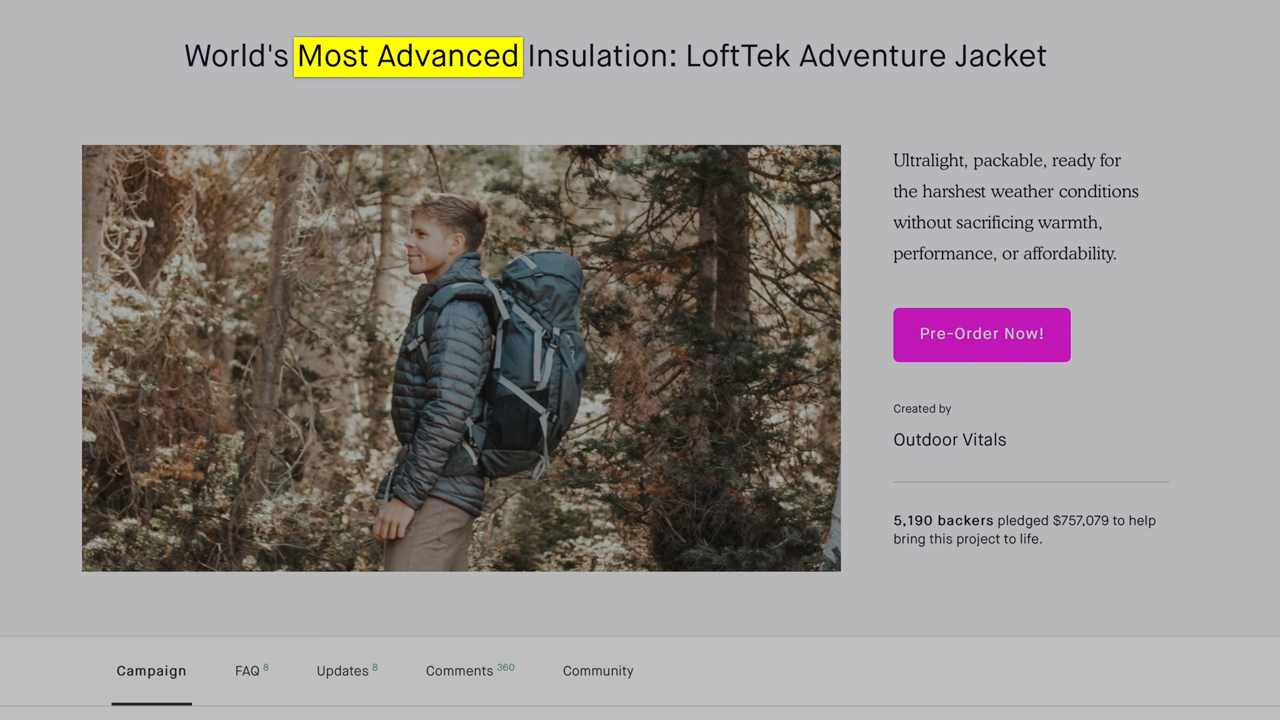 World's Most Advanced Insulation: LoftTek Adventure Jacket
Ultralight, packable, ready for
the harshest weather conditions
without sacrificing warmth,
performance, or affordability.
Pre-Order Now!
Created by
Outdoor Vitals
5,190 backers pledged $757,079 to help
bring this project to life.
Campaign FAQ 8 Updates 8 Comments 360 Community